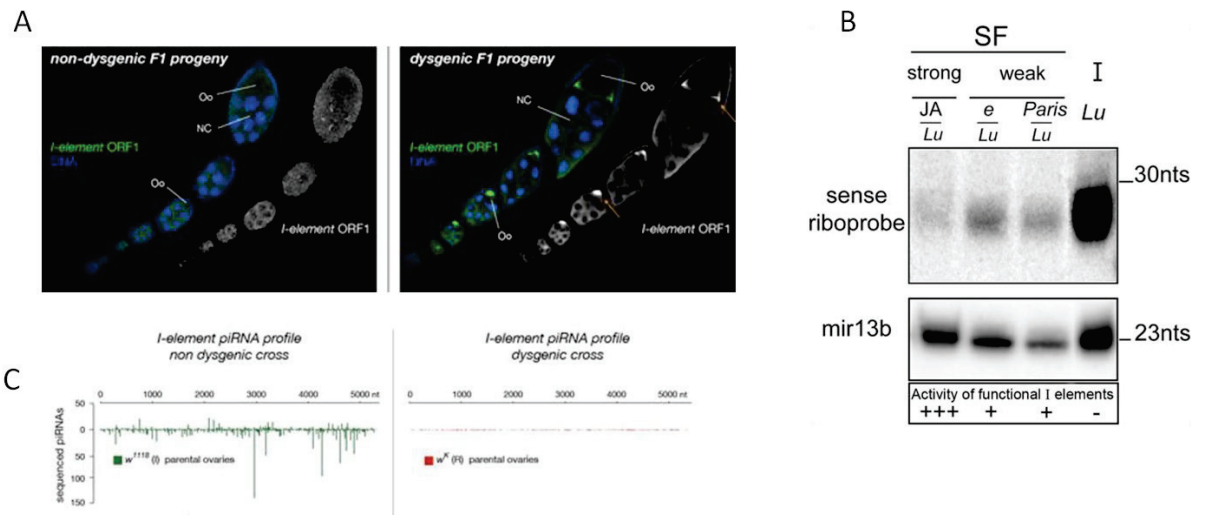 A
non-dysgenic F1 progeny
Oo
NC
I-element ORF1
DNA
Oo
I-element ORF1
dysgenic F1 progeny
Oo
NC
I-element ORF1
DNA
Oo
I-element ORF1
B
SF
strong weak I
JA e Paris Lu
Lu Lu Lu
30nts
sense
riboprobe
mir13b
23nts
Activity of functional I elements
+++ + + -
C
I-element piRNA profile
non dysgenic cross
I-element piRNA profile
dysgenic cross
0 1000 2000 3000 4000 5000 nt
0 1000 2000 3000 4000 5000 nt
sequenced piRNAs
50
0
50
100
150
w1118 (I) parental ovaries
wK (R) parental ovaries